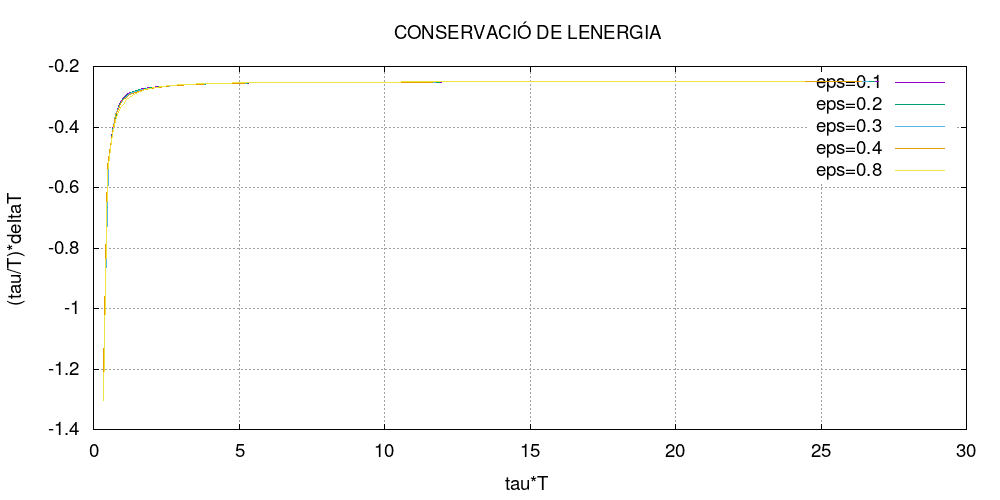 CONSERVACIÓ DE LENERGIA
-0.2
-0.4
-0.6
-0.8
-1
-1.2
-1.4
0
5
10
15
20
25
30
(tau/T)*deltaT
tau*T
eps=0.1
eps=0.2
eps=0.3
eps=0.4
eps=0.8